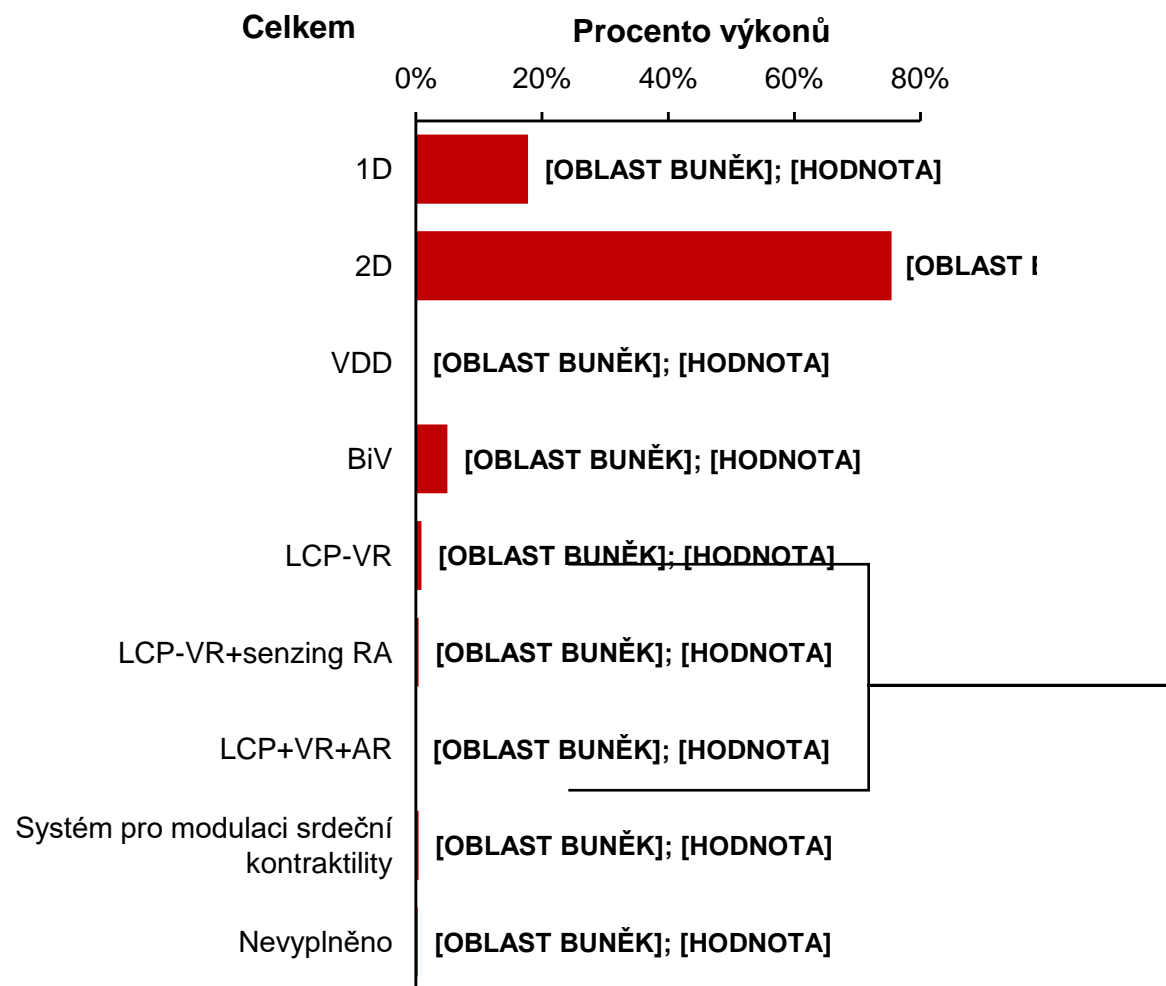 Celkem
Procento výkonů
0% 20% 40% 60% 80%
1D [OBLAST BUNĚK]; [HODNOTA]
2D [OBLAST
VDD [OBLAST BUNĚK]; [HODNOTA]
BiV [OBLAST BUNĚK]; [HODNOTA]
LCP-VR [OBLAST BUNĚK]; [HODNOTA]
LCP-VR+senzing RA [OBLAST BUNĚK]; [HODNOTA]
LCP+VR+AR [OBLAST BUNĚK]; [HODNOTA]
Systém pro modulaci srdeční
kontraktility [OBLAST BUNĚK]; [HODNOTA]
Nevyplněno [OBLAST BUNĚK]; [HODNOTA]